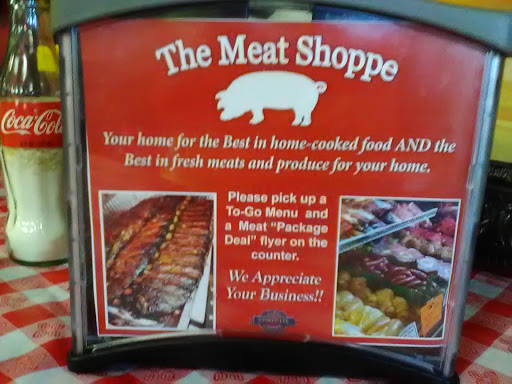 The Meat Shoppe
Your home for the Best in home-cooked food AND the
Best in fresh meats and produce for your home.
Coca-Col
Please pick up a
To-Go Menu and
a Meat "Package
Deal" flyer on the
counter.
We Appreciate
Your Business!!